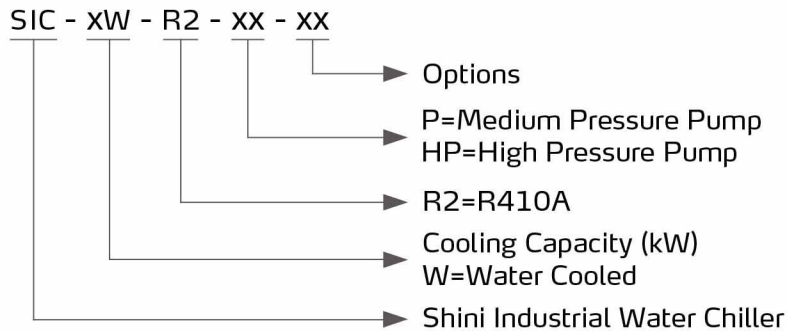 SIC - xW - R2 - xx - xx
Options
P=Medium Pressure Pump
HP=High Pressure Pump
R2=R410A
Cooling Capacity (kW)
W=Water Cooled
Shini Industrial Water Chiller